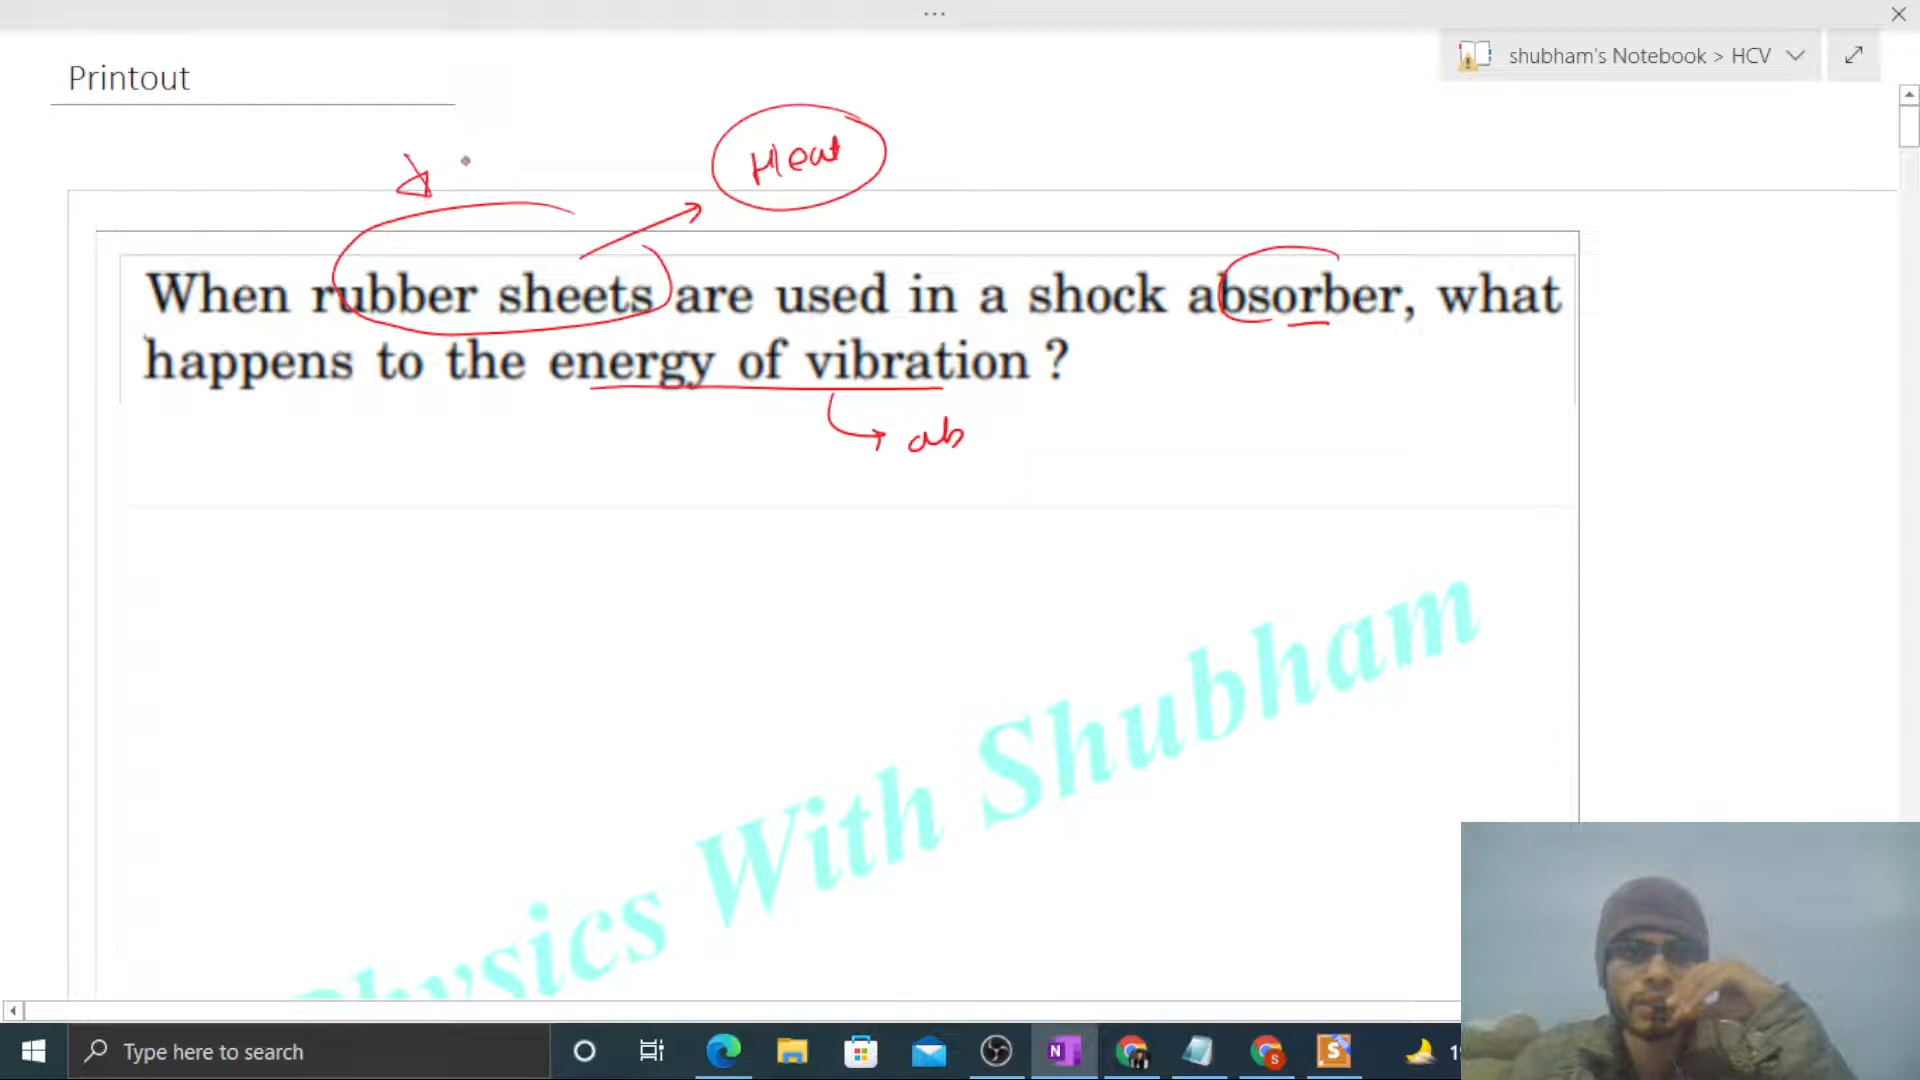 ...
shubham's Notebook > HCV
Printout
Heat
When rubber sheets are used in a shock absorber, what
happens to the energy of vibration ?
ab
Physics With Shubham
Type here to search